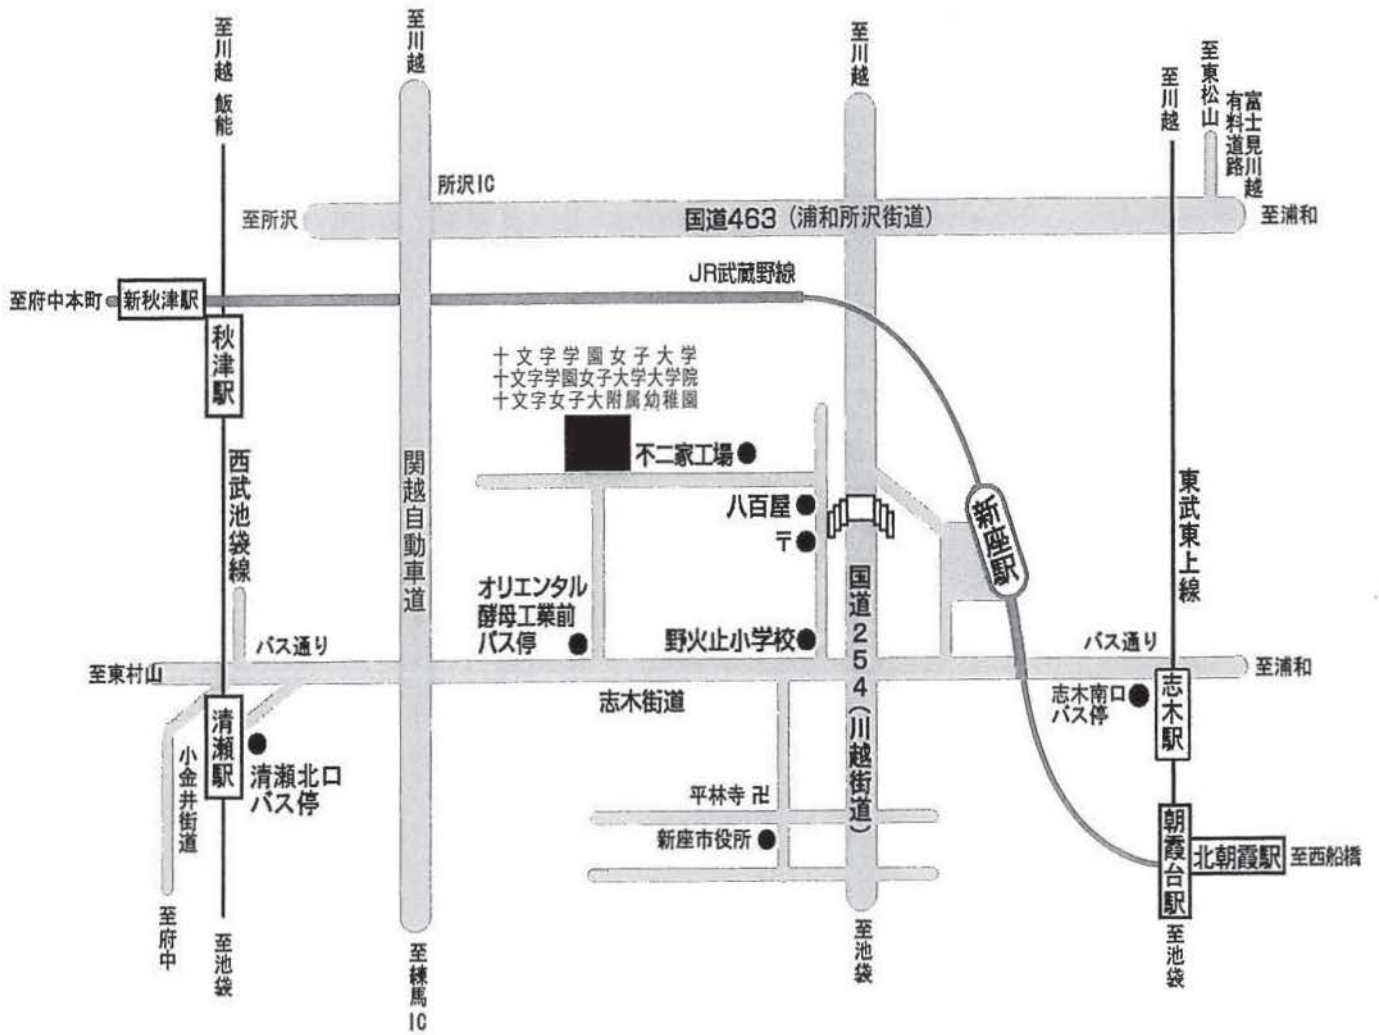 至川越 飯能
至川越
至川越
至川越
至東松山
富士見川越
有料道路
所沢IC
至所沢
国道463（浦和所沢街道）
至浦和
JR武蔵野線
至府中本町
新秋津駅
秋津駅
十文字学園女子大学
十文字学園女子大学大学院
十文字女子大附属幼稚園
不二家工場
八百屋
〒
西武池袋線
関越自動車道
新座駅
東武東上線
オリエンタル
酵母工業前
バス停
野火止小学校
国道254（川越街道）
バス通り
バス通り
至東村山
至浦和
志木街道
志木南口
バス停
志木駅
清瀬駅
清瀬北口
バス停
小金井街道
平林寺 卍
新座市役所
朝霞台駅
北朝霞駅
至西船橋
至府中
至池袋
至練馬IC
至池袋
至池袋